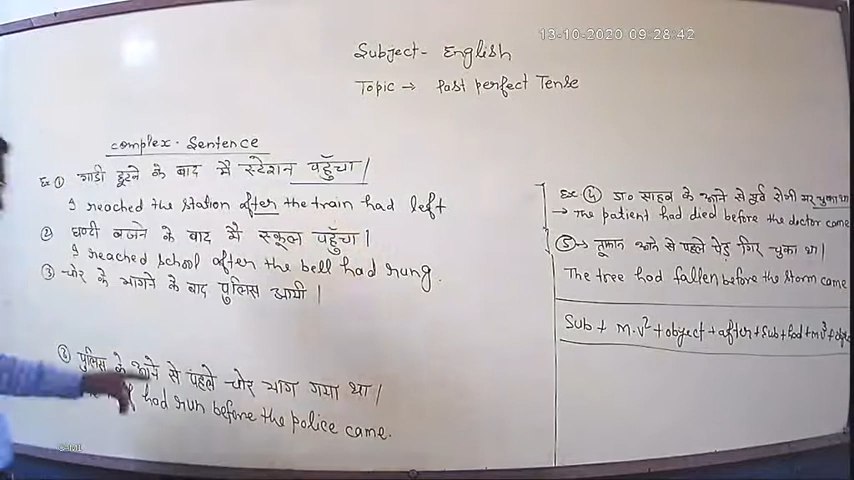 13-10-2020 09:28:42
Subject- English
Topic → Past perfect Tense
Complex. Sentence
Ex ① गाड़ी छूटने के बाद मै स्टेशन पहुँचा।
I reached the station after the train had left
② घण्टी बजने के बाद मै स्कूल पहुँचा।
I reached school after the bell had rung.
③ चोर के भागने के बाद पुलिस आयी।
पुलिस के आने से पहले चोर भाग गया था।
had run before the police came.
Ex ④ डा० साहब के आने से पूर्व रोगी मर चुका था
→ The patient had died before the doctor came
⑤ → तूफान आने से पहले पेड़ गिर चुका था।
The tree had fallen before the storm came
Sub + m.v² + object + after + Sub + had + m.v³ +